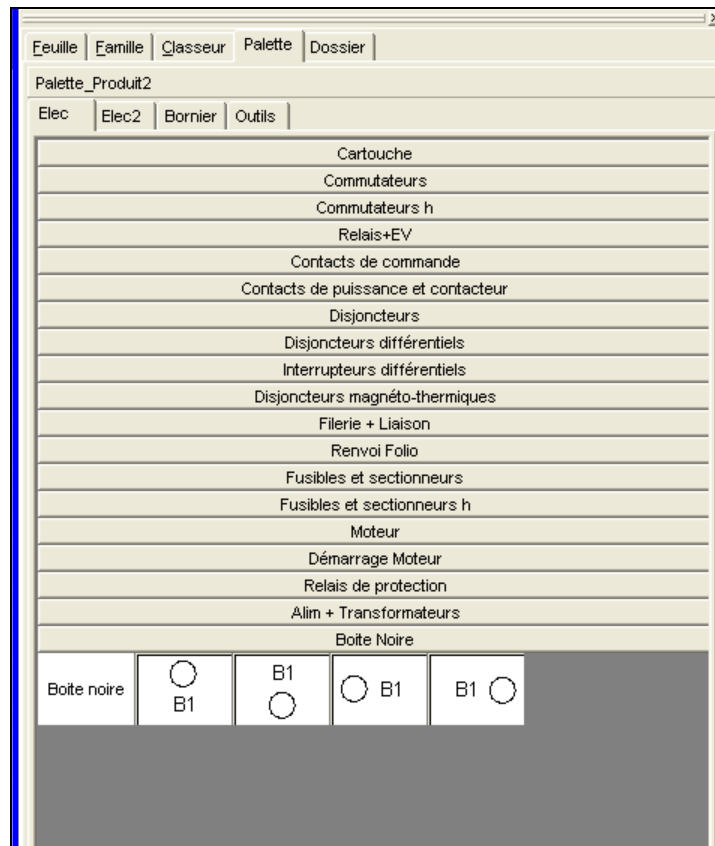 Feuille Famille Classeur Palette Dossier
Palette_Produit2
Elec Elec2 Bornier Outils
Cartouche
Commutateurs
Commutateurs h
Relais+EV
Contacts de commande
Contacts de puissance et contacteur
Disjoncteurs
Disjoncteurs différentiels
Interrupteurs différentiels
Disjoncteurs magnéto-thermiques
Filerie + Liaison
Renvoi Folio
Fusibles et sectionneurs
Fusibles et sectionneurs h
Moteur
Démarrage Moteur
Relais de protection
Alim + Transformateurs
Boite Noire
Boite noire B1 B1 B1 B1